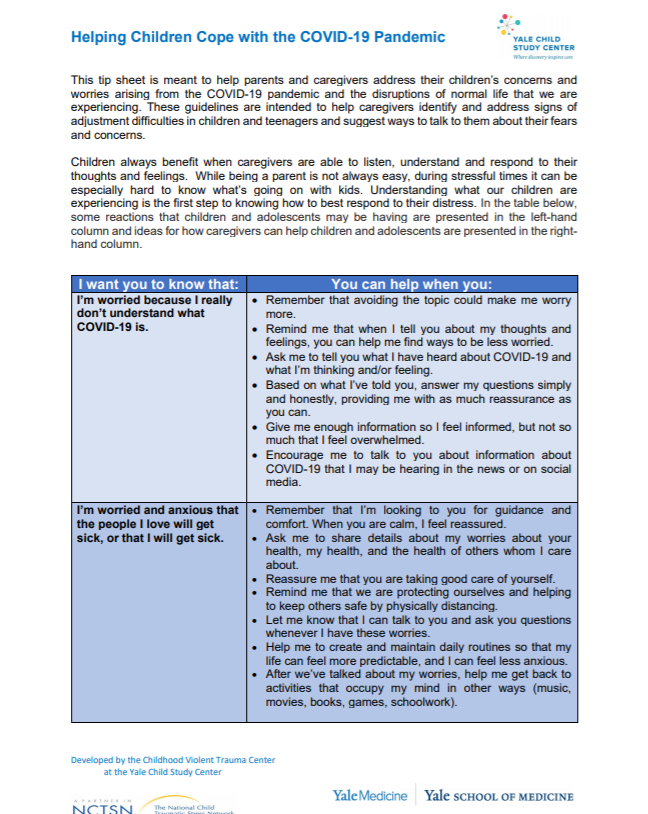 Helping Children Cope with the COVID-19 Pandemic
YALE CHILD
STUDY CENTER
Where discovery inspires care
This tip sheet is meant to help parents and caregivers address their children's concerns and
worries arising from the COVID-19 pandemic and the disruptions of normal life that we are
experiencing. These guidelines are intended to help caregivers identify and address signs of
adjustment difficulties in children and teenagers and suggest ways to talk to them about their fears
and concerns.
Children always benefit when caregivers are able to listen, understand and respond to their
thoughts and feelings. While being a parent is not always easy, during stressful times it can be
especially hard to know what's going on with kids. Understanding what our children are
experiencing is the first step to knowing how to best respond to their distress. In the table below,
some reactions that children and adolescents may be having are presented in the left-hand
column and ideas for how caregivers can help children and adolescents are presented in the right-
hand column.
I want you to know that:
You can help when you:
I'm worried because I really
don't understand what
COVID-19 is.
• Remember that avoiding the topic could make me worry
more.
• Remind me that when I tell you about my thoughts and
feelings, you can help me find ways to be less worried.
• Ask me to tell you what I have heard about COVID-19 and
what I'm thinking and/or feeling.
• Based on what I've told you, answer my questions simply
and honestly, providing me with as much reassurance as
you can.
• Give me enough information so I feel informed, but not so
much that I feel overwhelmed.
• Encourage me to talk to you about information about
COVID-19 that I may be hearing in the news or on social
media.
I'm worried and anxious that
the people I love will get
sick, or that I will get sick.
• Remember that I'm looking to you for guidance and
comfort. When you are calm, I feel reassured.
• Ask me to share details about my worries about your
health, my health, and the health of others whom I care
about.
• Reassure me that you are taking good care of yourself.
• Remind me that we are protecting ourselves and helping
to keep others safe by physically distancing.
• Let me know that I can talk to you and ask you questions
whenever I have these worries.
• Help me to create and maintain daily routines so that my
life can feel more predictable, and I can feel less anxious.
• After we've talked about my worries, help me get back to
activities that occupy my mind in other ways (music,
movies, books, games, schoolwork).
Developed by the Childhood Violent Trauma Center
at the Yale Child Study Center
A PARTNER IN
NCTSN
The National Child
Traumatic Stress Network
YaleMedicine
Yale SCHOOL OF MEDICINE